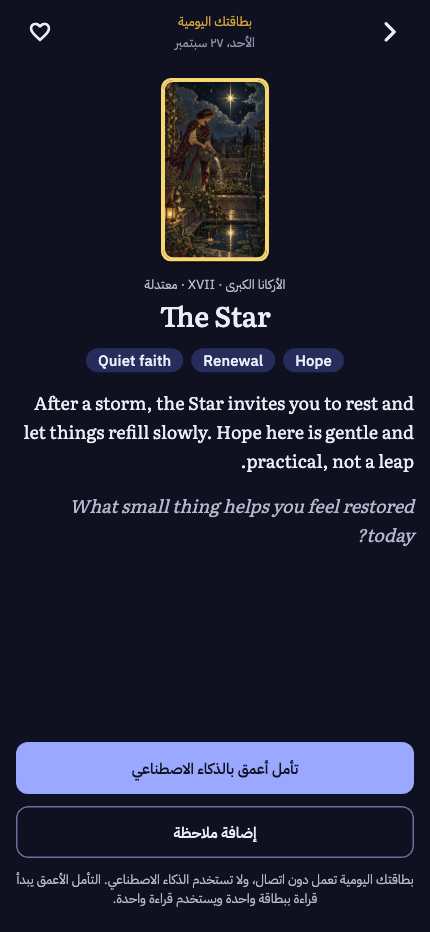 بطاقتك اليومية
الأحد، ٢٧ سبتمبر
الأركانا الكبرى · XVII · معتدلة
The Star
Hope
Renewal
Quiet faith
After a storm, the Star invites you to rest and
let things refill slowly. Hope here is gentle and
practical, not a leap.
What small thing helps you feel restored
today?
تأمل أعمق بالذكاء الاصطناعي
إضافة ملاحظة
بطاقتك اليومية تعمل دون اتصال، ولا تستخدم الذكاء الاصطناعي. التأمل الأعمق يبدأ
قراءة ببطاقة واحدة ويستخدم قراءة واحدة.